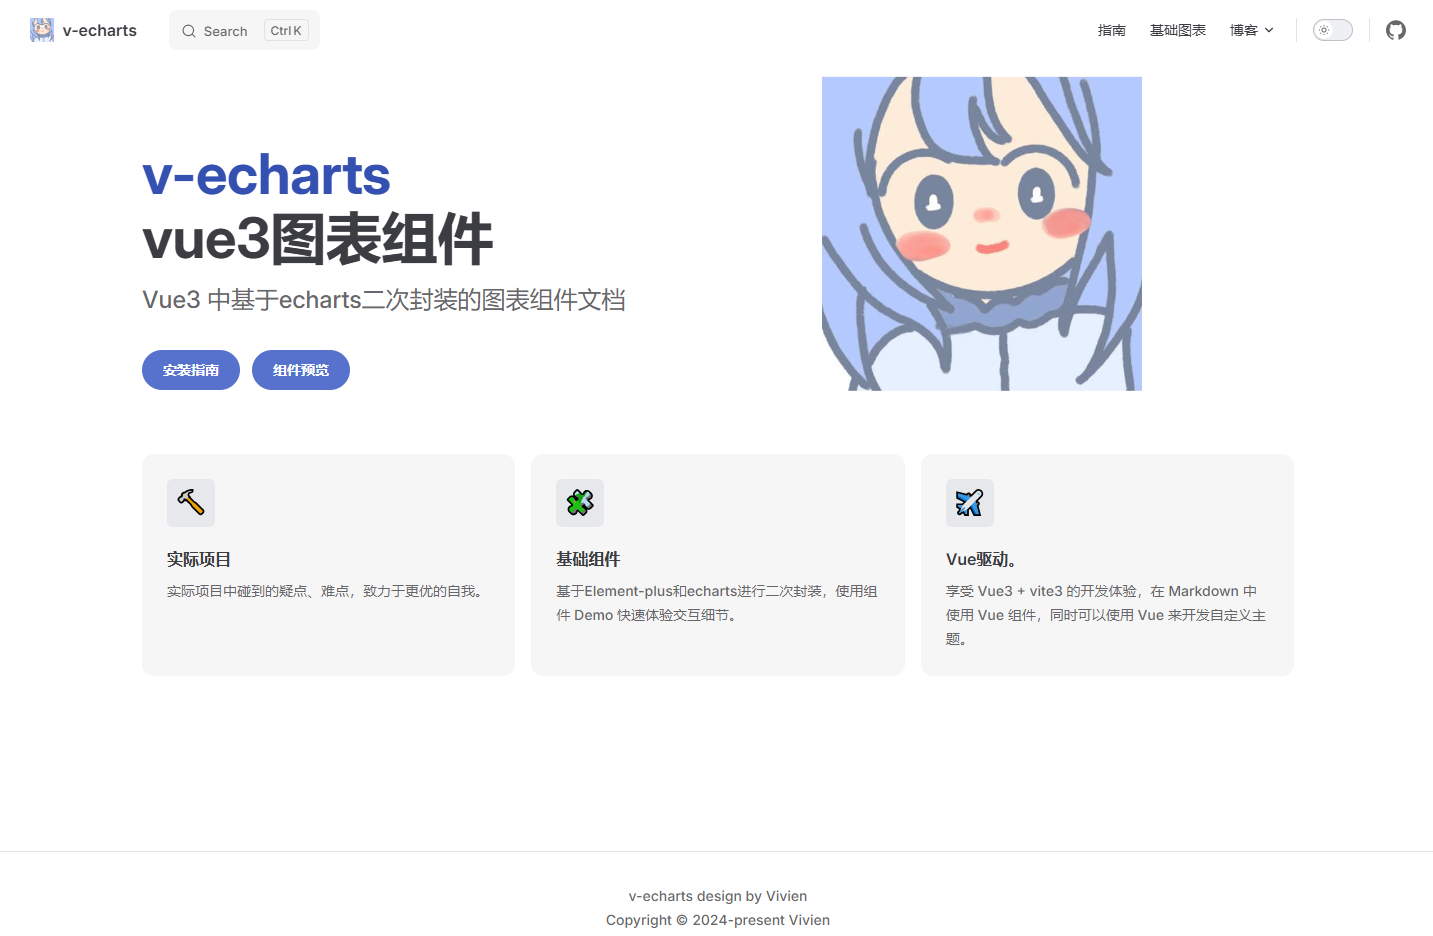 v-echarts
Search Ctrl K
指南 基础图表 博客
v-echarts
vue3图表组件
Vue3 中基于echarts二次封装的图表组件文档
安装指南 组件预览
实际项目
实际项目中碰到的疑点、难点，致力于更优的自我。
基础组件
基于Element-plus和echarts进行二次封装，使用组
件 Demo 快速体验交互细节。
Vue驱动。
享受 Vue3 + vite3 的开发体验，在 Markdown 中
使用 Vue 组件，同时可以使用 Vue 来开发自定义主
题。
v-echarts design by Vivien
Copyright © 2024-present Vivien